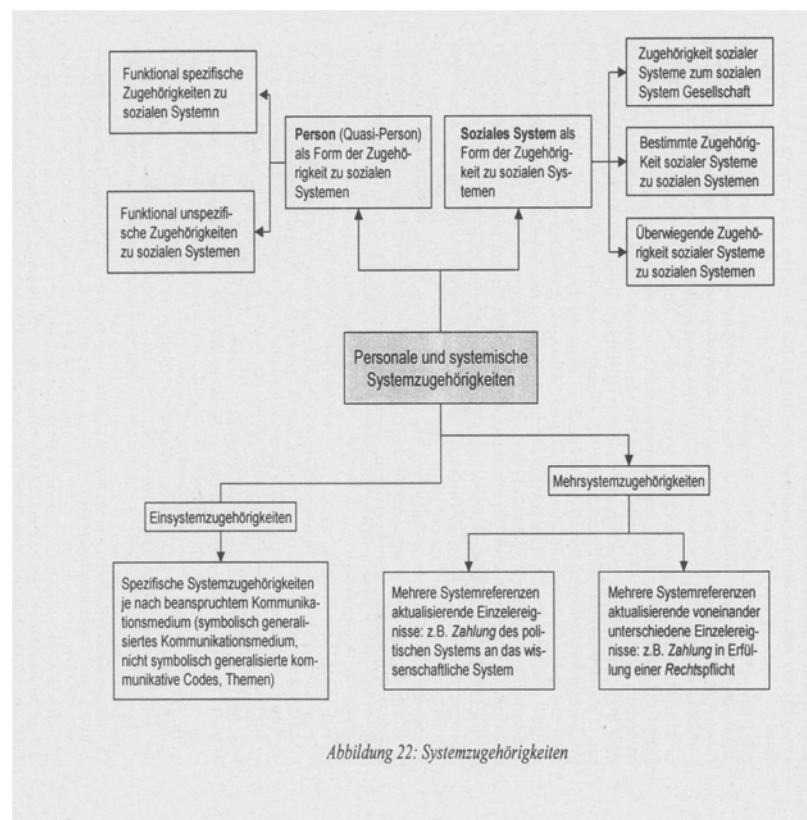 Funktional spezifische
Zugehörigkeiten zu
sozialen Systemn
Funktional unspezifi-
sche Zugehörigkeiten
zu sozialen Systemen
Person (Quasi-Person)
als Form der Zugehö-
rigkeit zu sozialen
Systemen
Soziales System als
Form der Zugehörig-
keit zu sozialen Sys-
temen
Zugehörigkeit sozialer
Systeme zum sozialen
System Gesellschaft
Bestimmte Zugehörig-
Keit sozialer Systeme
zu sozialen Systemen
Überwiegende Zugehö-
rigkeit sozialer Systeme
zu sozialen Systemen
Personale und systemische
Systemzugehörigkeiten
Einsystemzugehörigkeiten
Mehrsystemzugehörigkeiten
Spezifische Systemzugehörigkeiten
je nach beanspruchtem Kommunika-
tionsmedium (symbolisch generali-
siertes Kommunikationsmedium,
nicht symbolisch generalisierte kom-
munikative Codes, Themen)
Mehrere Systemreferenzen
aktualisierende Einzelereig-
nisse: z.B. Zahlung des poli-
tischen Systems an das wis-
senschaftliche System
Mehrere Systemreferenzen
aktualisierende voneinander
unterschiedene Einzelereig-
nisse: z.B. Zahlung in Erfül-
lung einer Rechtspflicht
Abbildung 22: Systemzugehörigkeiten